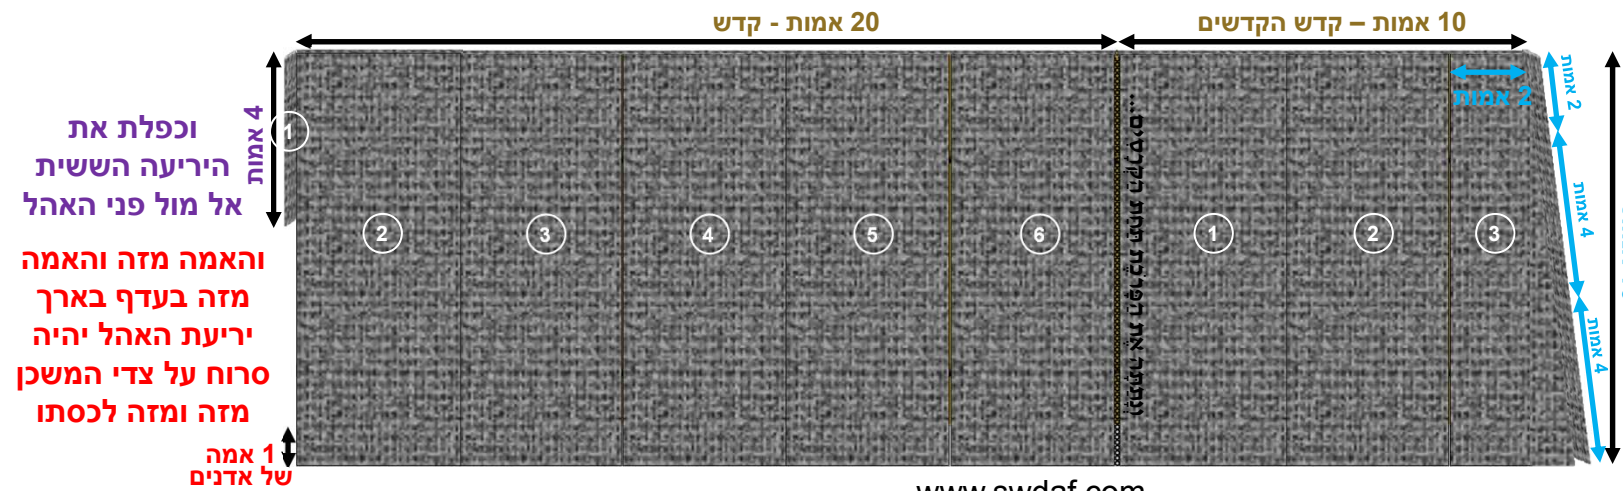 10 אמות – קדש הקדשים
20 אמות - קדש
2 אמות
2 אמות
4 אמות
4 אמות
4 אמות
וכפלת את
היריעה הששית
אל מול פני האהל
והאמה מזה והאמה
מזה בעדף בארך
יריעת האהל יהיה
סרוח על צדי המשכן
מזה ומזה לכסתו
1 אמה
של אדנים
1
2
3
4
5
6
1
2
3
וְנָתַתָּה אֶת הַפָּרֹכֶת תַּחַת הַקְּרָסִים...
www.swdaf.com